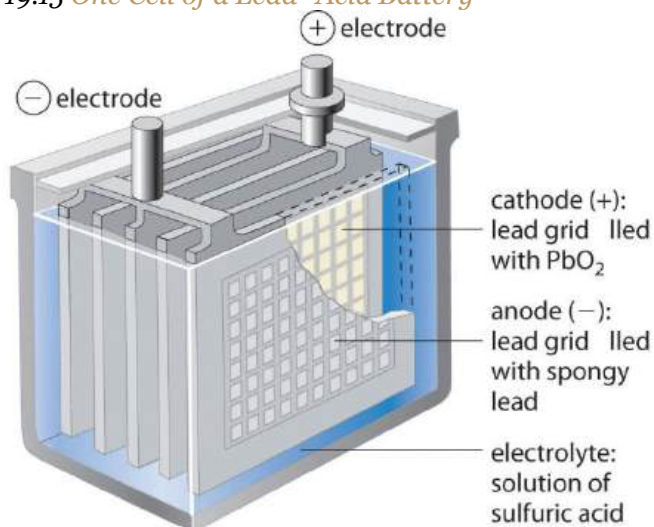 19.15 One Cell of a Lead–Acid Battery
(+) electrode
(−) electrode
cathode (+):
lead grid lled
with PbO₂
anode (−):
lead grid lled
with spongy
lead
electrolyte:
solution of
sulfuric acid